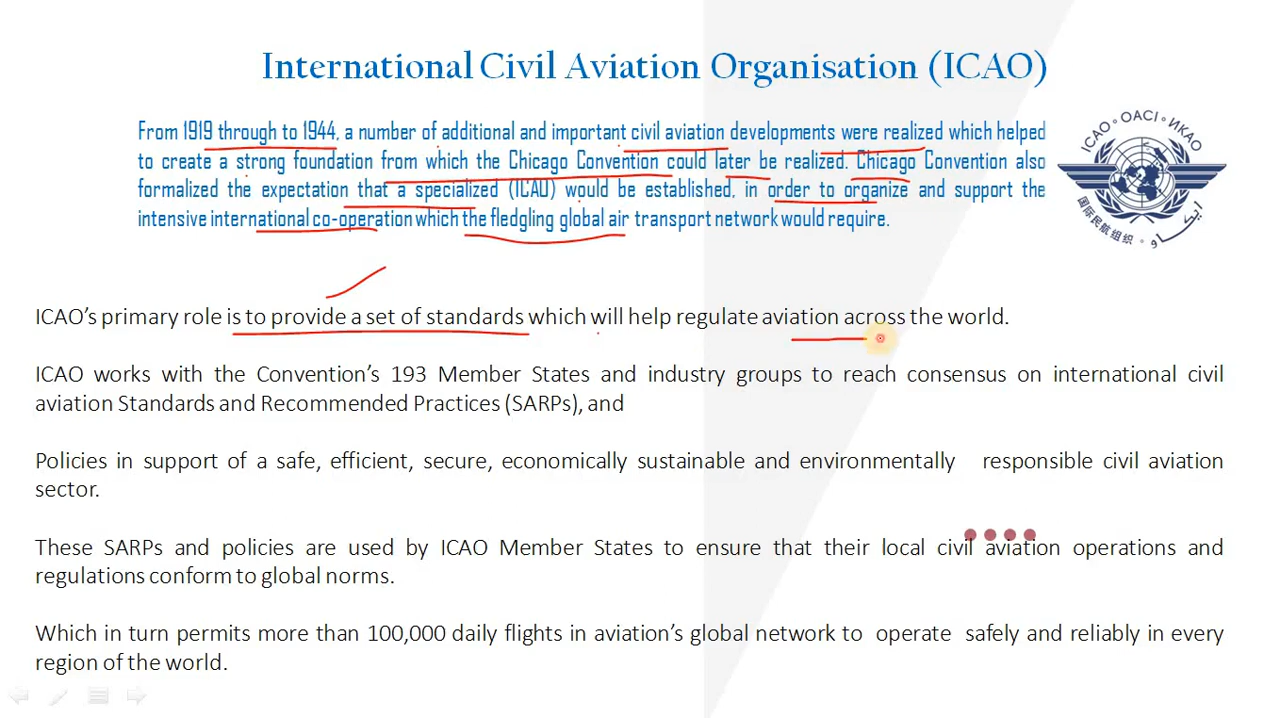 International Civil Aviation Organisation (ICAO)
From 1919 through to 1944, a number of additional and important civil aviation developments were realized which helped
to create a strong foundation from which the Chicago Convention could later be realized. Chicago Convention also
formalized the expectation that a specialized (ICAO) would be established, in order to organize and support the
intensive international co-operation which the fledgling global air transport network would require.
ICAO · OACI · ИКАО
国际民航组织 · إيكاو
ICAO's primary role is to provide a set of standards which will help regulate aviation across the world.
ICAO works with the Convention's 193 Member States and industry groups to reach consensus on international civil
aviation Standards and Recommended Practices (SARPs), and
Policies in support of a safe, efficient, secure, economically sustainable and environmentally responsible civil aviation
sector.
These SARPs and policies are used by ICAO Member States to ensure that their local civil aviation operations and
regulations conform to global norms.
Which in turn permits more than 100,000 daily flights in aviation's global network to operate safely and reliably in every
region of the world.